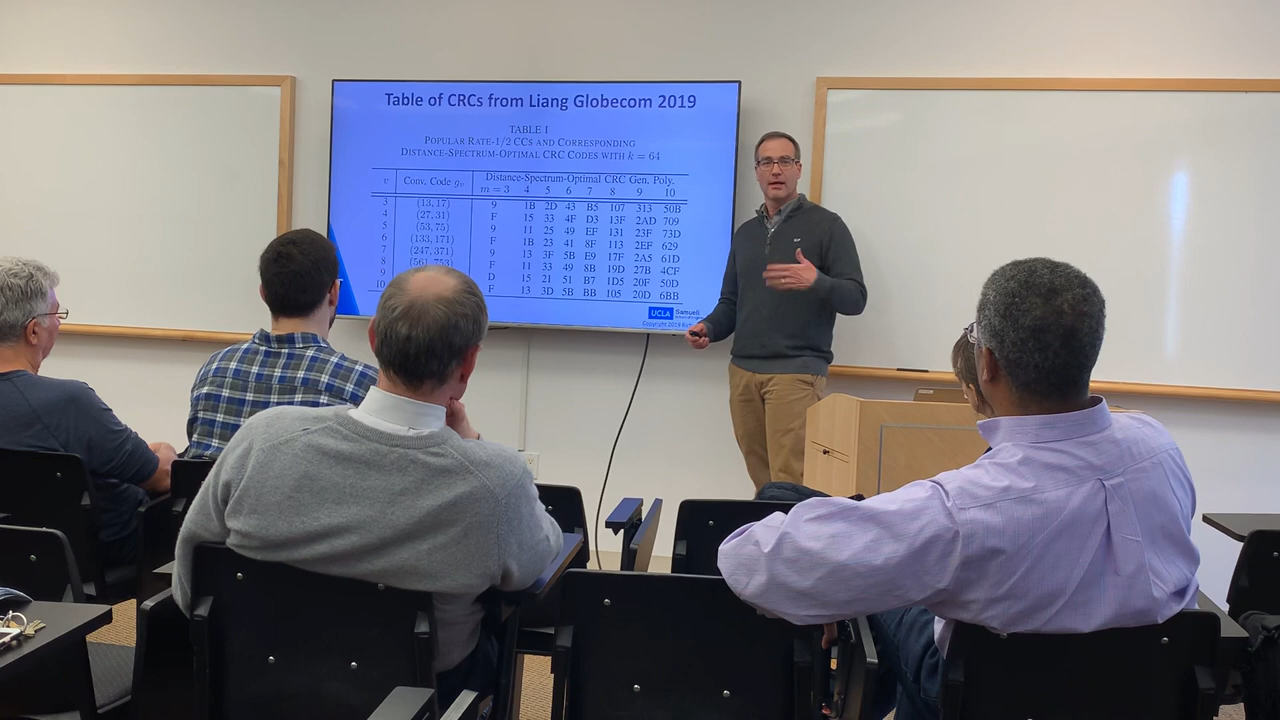 Table of CRCs from Liang Globecom 2019
TABLE I
POPULAR RATE-1/2 CCS AND CORRESPONDING
DISTANCE-SPECTRUM-OPTIMAL CRC CODES WITH k = 64
v Conv. Code gv Distance-Spectrum-Optimal CRC Gen. Poly.
m = 3 4 5 6 7 8 9 10
3 (13, 17) 9 1B 2D 43 B5 107 313 50B
4 (27, 31) F 15 33 4F D3 13F 2AD 709
5 (53, 75) 9 11 25 49 EF 131 23F 73D
6 (133, 171) F 1B 23 41 8F 113 2EF 629
7 (247, 371) 9 13 3F 5B E9 17F 2A5 61D
8 (561, 753) F 11 33 49 8B 19D 27B 4CF
9 D 15 21 51 B7 1D5 20F 50D
10 F 13 3D 5B BB 105 20D 6BB
UCLA Samueli
Copyright 2019